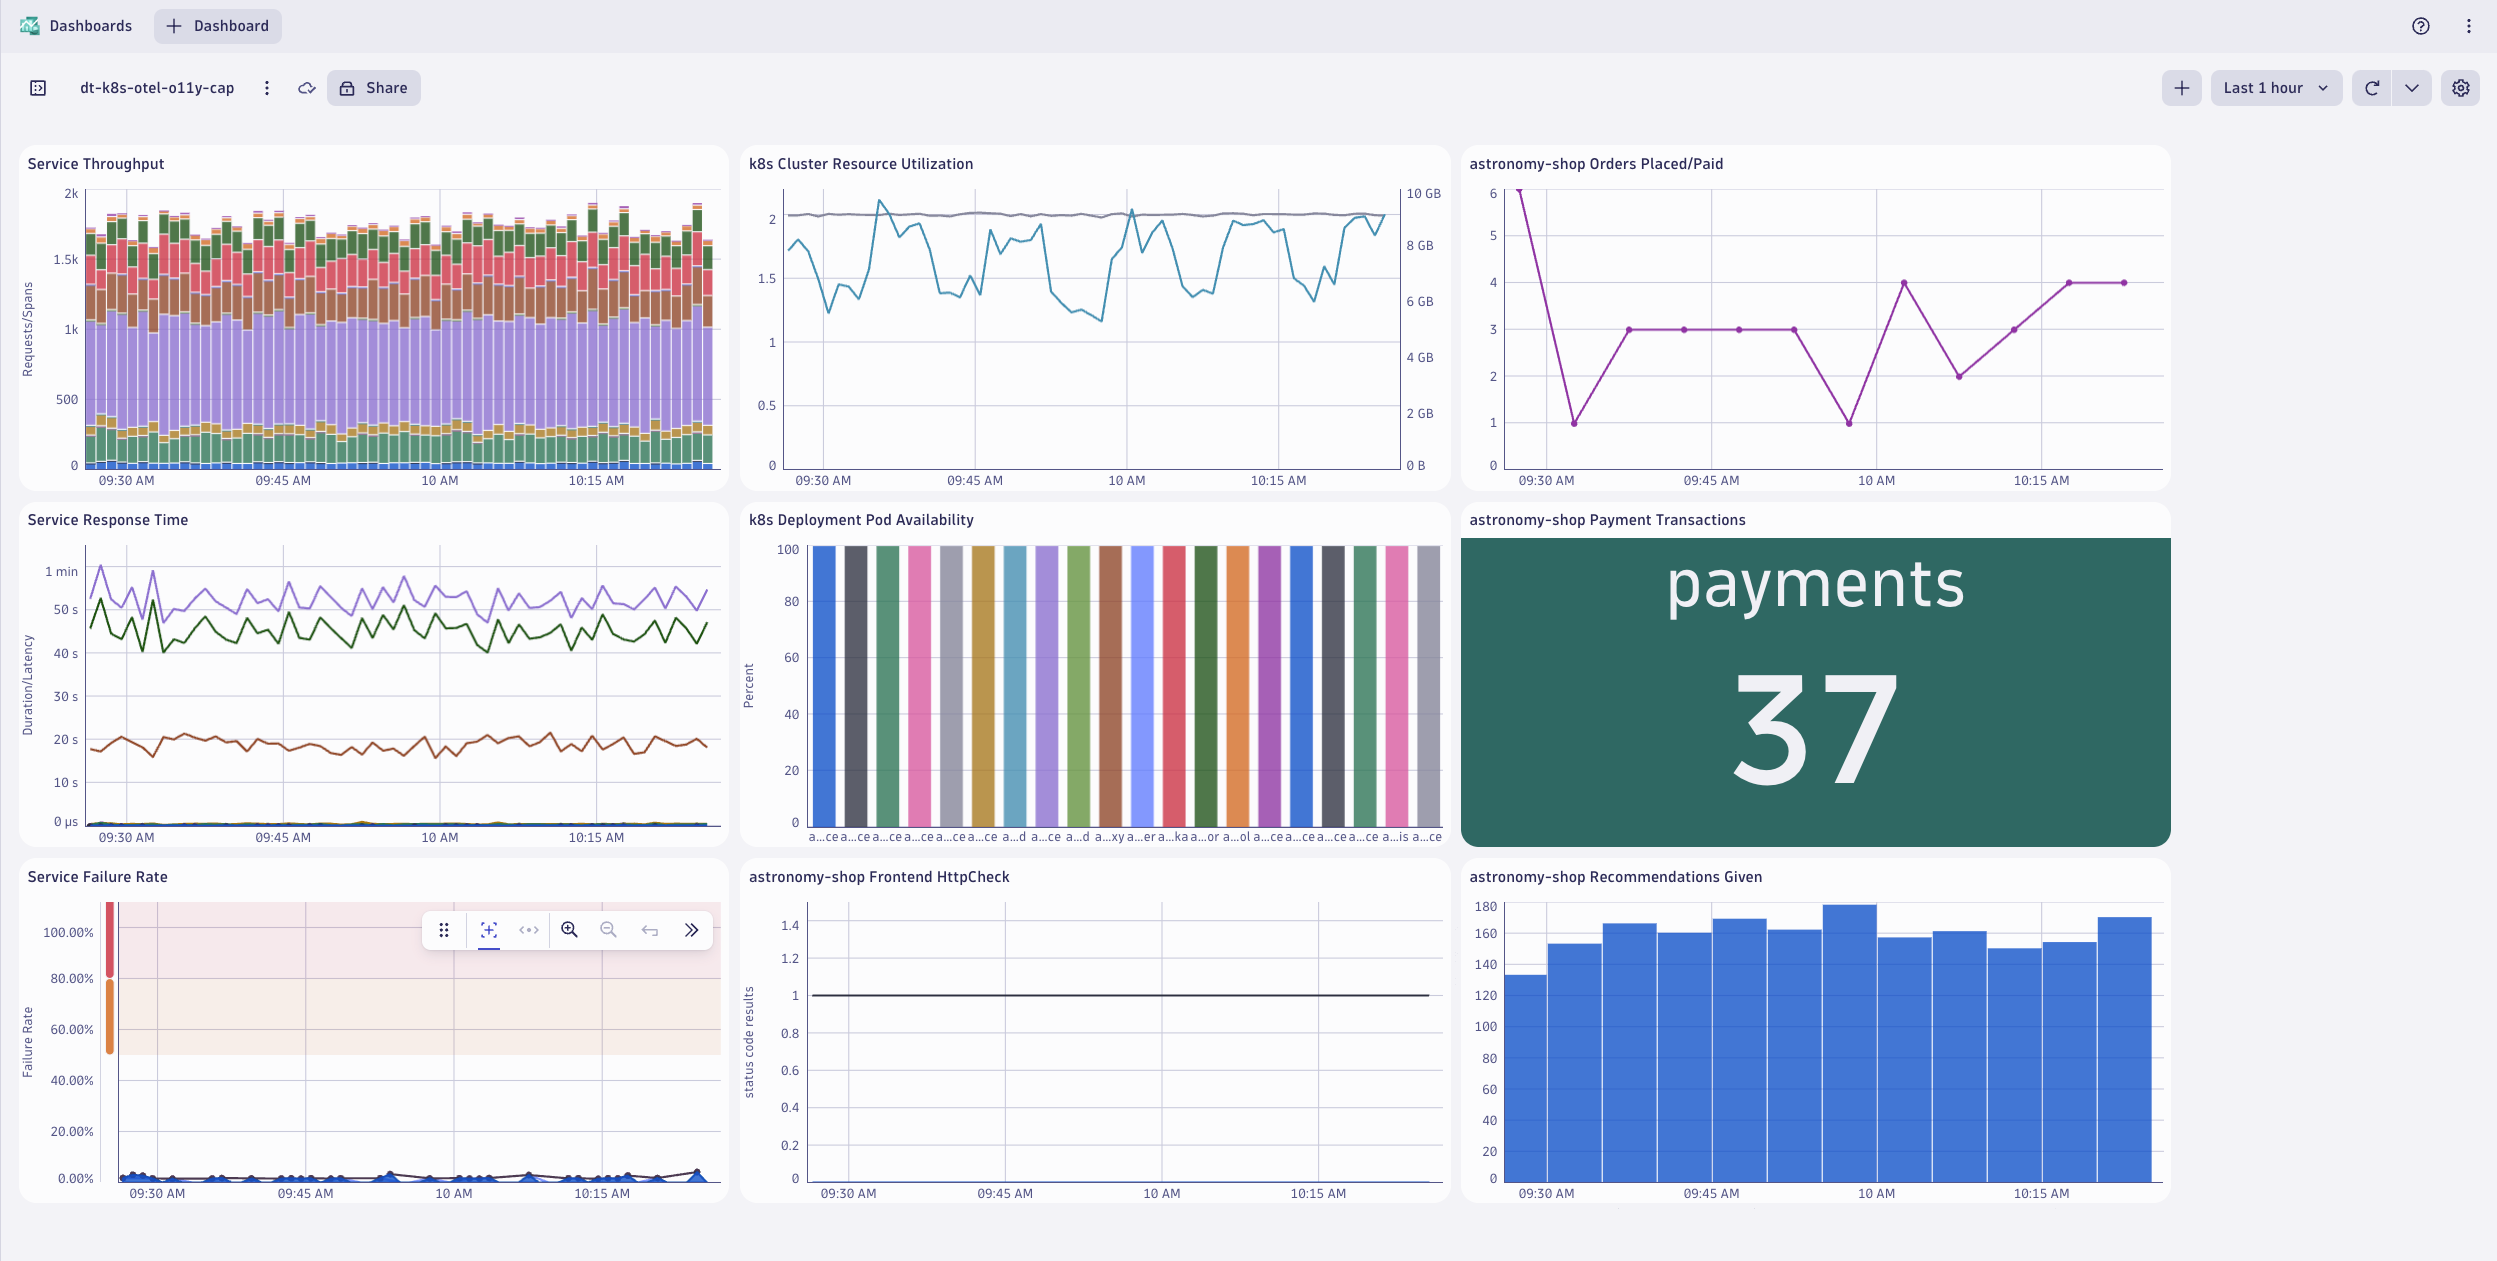 Dashboards
Dashboard
dt-k8s-otel-o11y-cap
Share
Last 1 hour
Service Throughput
Requests/Spans
2k
1.5k
1k
500
0
09:30 AM
09:45 AM
10 AM
10:15 AM
k8s Cluster Resource Utilization
2
1.5
1
0.5
0
10 GB
8 GB
6 GB
4 GB
2 GB
0 B
09:30 AM
09:45 AM
10 AM
10:15 AM
astronomy-shop Orders Placed/Paid
6
5
4
3
2
1
0
09:30 AM
09:45 AM
10 AM
10:15 AM
Service Response Time
Duration/Latency
1 min
50 s
40 s
30 s
20 s
10 s
0 µs
09:30 AM
09:45 AM
10 AM
10:15 AM
k8s Deployment Pod Availability
Percent
100
80
60
40
20
0
a...ce a...ce a...ce a...ce a...ce a...ce a...d a...ce a...d a...xy a...er a...ka a...or a...ol a...ce a...ce a...ce a...ce a...is a...ce
astronomy-shop Payment Transactions
payments
37
Service Failure Rate
Failure Rate
100.00%
80.00%
60.00%
40.00%
20.00%
0.00%
09:30 AM
09:45 AM
10 AM
10:15 AM
astronomy-shop Frontend HttpCheck
status code results
1.4
1.2
1
0.8
0.6
0.4
0.2
0
09:30 AM
09:45 AM
10 AM
10:15 AM
astronomy-shop Recommendations Given
180
160
140
120
100
80
60
40
20
0
09:30 AM
09:45 AM
10 AM
10:15 AM